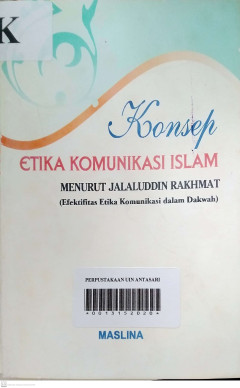 K
Konsep
ETIKA KOMUNIKASI ISLAM
MENURUT JALALUDDIN RAKHMAT
(Efektifitas Etika Komunikasi dalam Dakwah)
PERPUSTAKAAN UIN ANTASARI
MASLINA